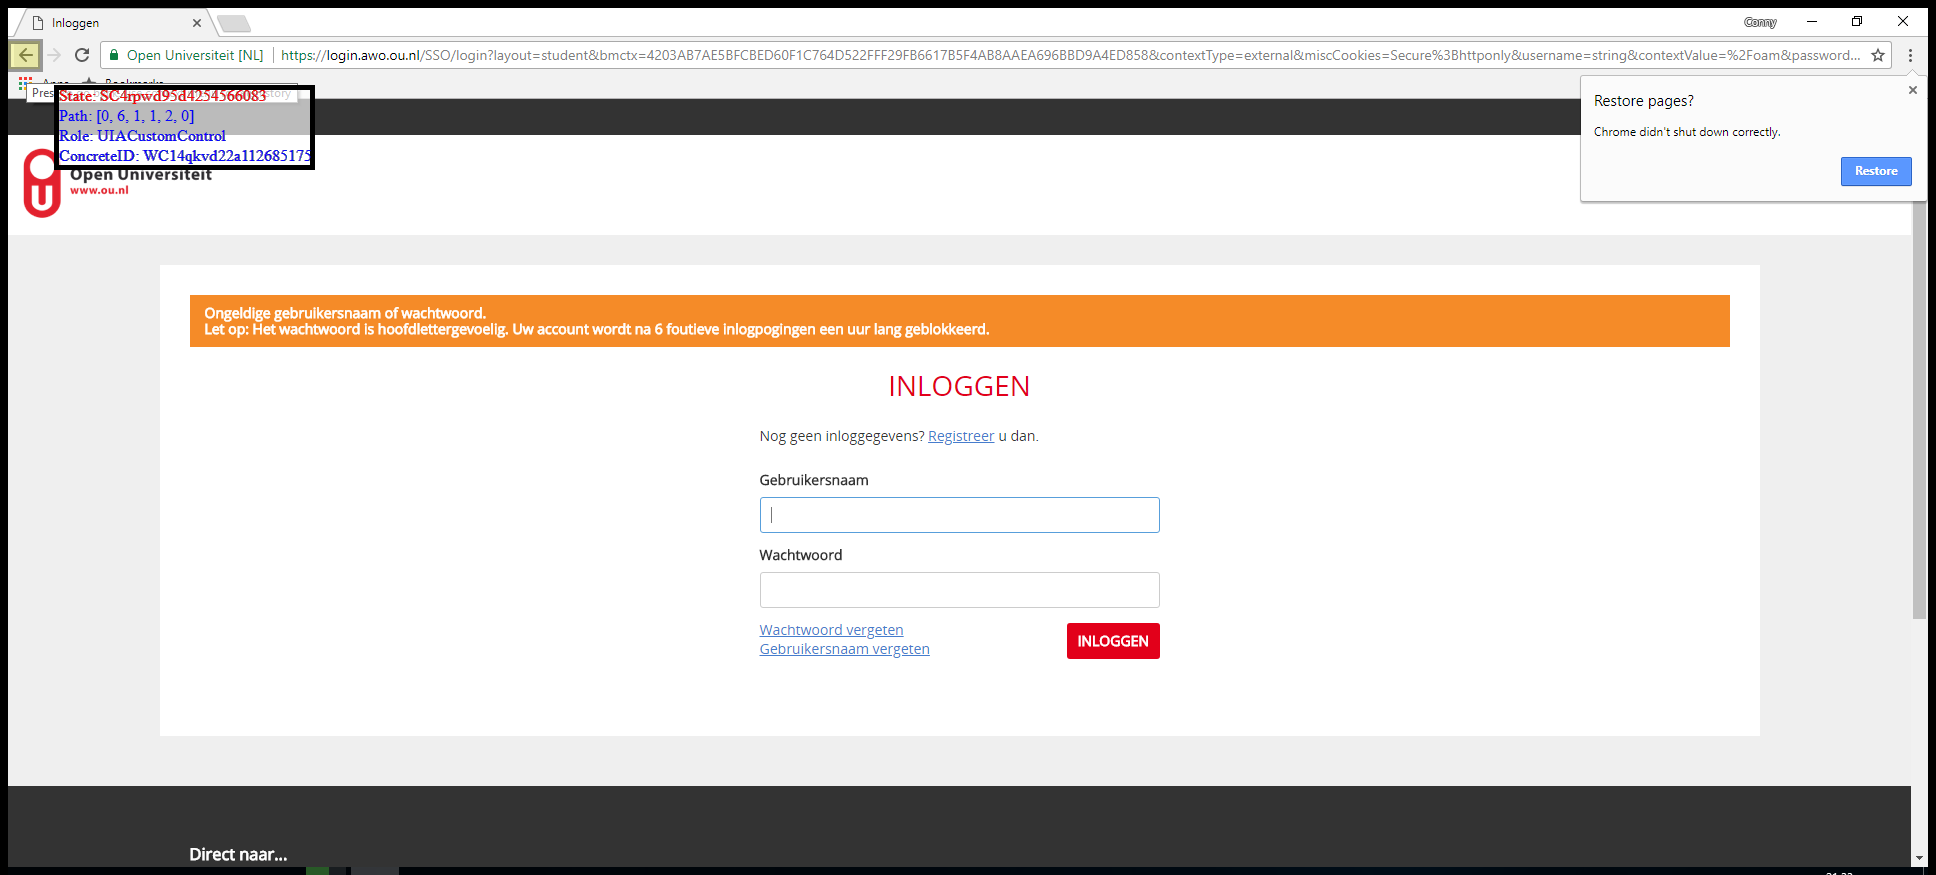 Inloggen
Conny
Open Universiteit [NL]
https://login.awo.ou.nl/SSO/login?layout=student&bmctx=4203AB7AE5BFCBED60F1C764D522FFF29FB6617B5F4AB8AAEA696BBD9A4ED858&contextType=external&miscCookies=Secure%3Bhttponly&username=string&contextValue=%2Foam&password...
Apps Bookmarks
State: SC4rpwd95d4254566083
Path: [0, 6, 1, 1, 2, 0]
Role: UIACustomControl
ConcreteID: WC14qkvd22a112685175
Restore pages?
Chrome didn't shut down correctly.
Restore
Open Universiteit
www.ou.nl
Ongeldige gebruikersnaam of wachtwoord.
Let op: Het wachtwoord is hoofdlettergevoelig. Uw account wordt na 6 foutieve inlogpogingen een uur lang geblokkeerd.
INLOGGEN
Nog geen inloggegevens? Registreer u dan.
Gebruikersnaam
Wachtwoord
Wachtwoord vergeten
Gebruikersnaam vergeten
INLOGGEN
Direct naar...